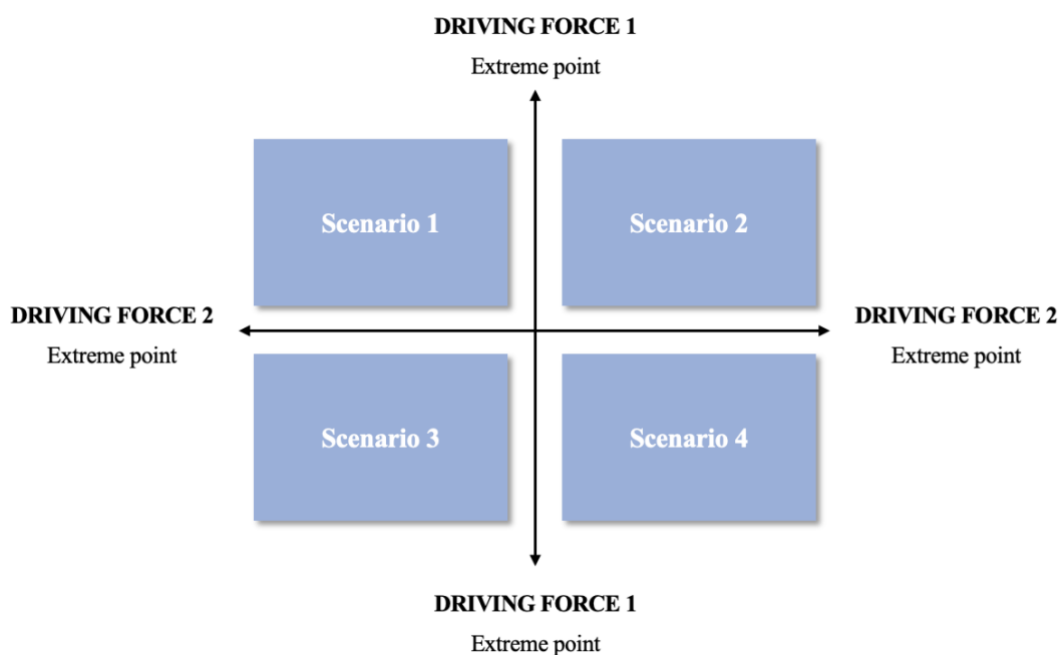 DRIVING FORCE 1
Extreme point
Scenario 1
Scenario 2
DRIVING FORCE 2
Extreme point
DRIVING FORCE 2
Extreme point
Scenario 3
Scenario 4
DRIVING FORCE 1
Extreme point